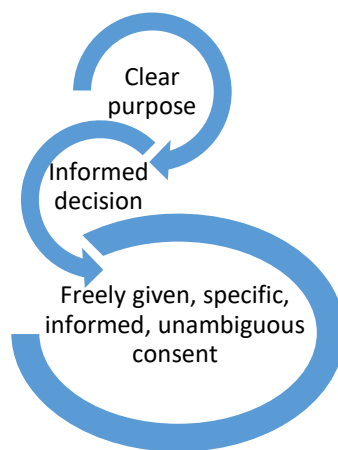 Clear
purpose
Informed
decision
Freely given, specific,
informed, unambiguous
consent